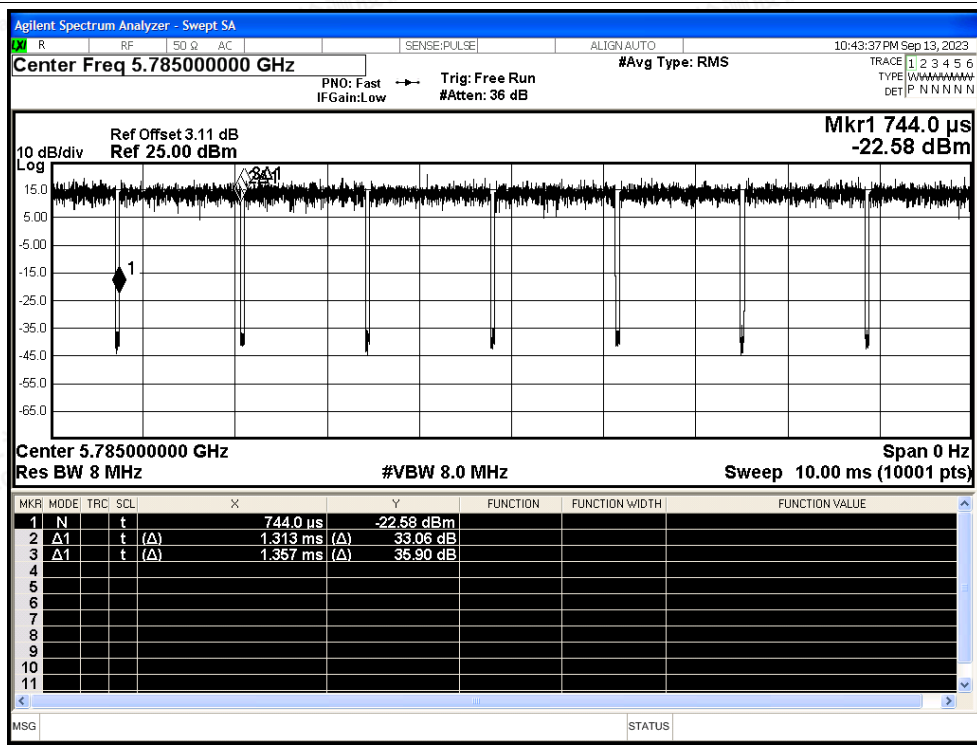 Agilent Spectrum Analyzer - Swept SA
LXI R RF 50 Ω AC SENSE:PULSE ALIGN AUTO 10:43:37 PM Sep 13, 2023
Center Freq 5.785000000 GHz #Avg Type: RMS TRACE 1 2 3 4 5 6
PNO: Fast Trig: Free Run TYPE W
IFGain:Low #Atten: 36 dB DET P N N N N N
Mkr1 744.0 µs
Ref Offset 3.11 dB
10 dB/div Ref 25.00 dBm -22.58 dBm
Log
15.0
5.00
-5.00
1
-15.0
-25.0
-35.0
-45.0
-55.0
-65.0
Center 5.785000000 GHz Span 0 Hz
Res BW 8 MHz #VBW 8.0 MHz Sweep 10.00 ms (10001 pts)
MKR MODE TRC SCL X Y FUNCTION FUNCTION WIDTH FUNCTION VALUE
1 N t 744.0 µs -22.58 dBm
2 Δ1 t (Δ) 1.313 ms (Δ) 33.06 dB
3 Δ1 t (Δ) 1.357 ms (Δ) 35.90 dB
4
5
6
7
8
9
10
11
MSG STATUS